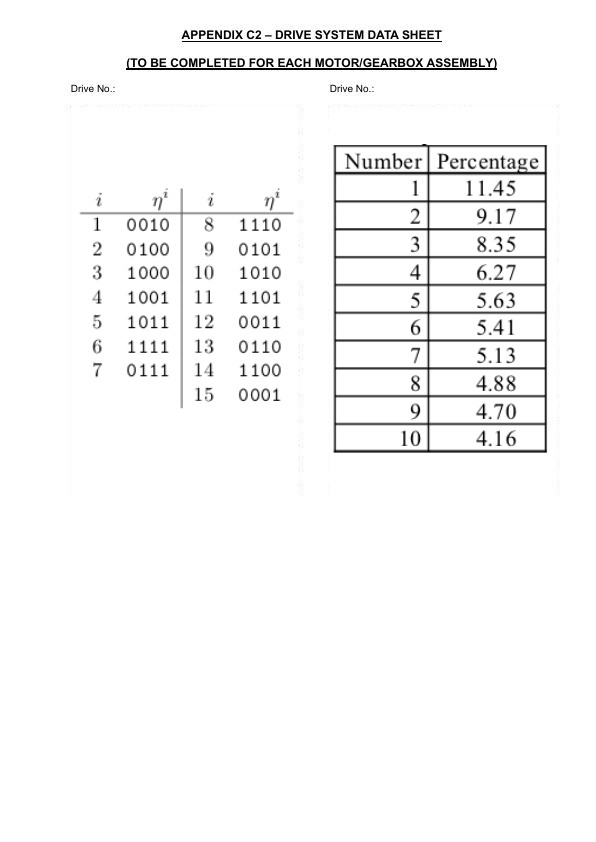 APPENDIX C2 – DRIVE SYSTEM DATA SHEET
(TO BE COMPLETED FOR EACH MOTOR/GEARBOX ASSEMBLY)
Drive No.: Drive No.:
i ηⁱ i ηⁱ
1 0010 8 1110
2 0100 9 0101
3 1000 10 1010
4 1001 11 1101
5 1011 12 0011
6 1111 13 0110
7 0111 14 1100
15 0001
Number Percentage
1 11.45
2 9.17
3 8.35
4 6.27
5 5.63
6 5.41
7 5.13
8 4.88
9 4.70
10 4.16